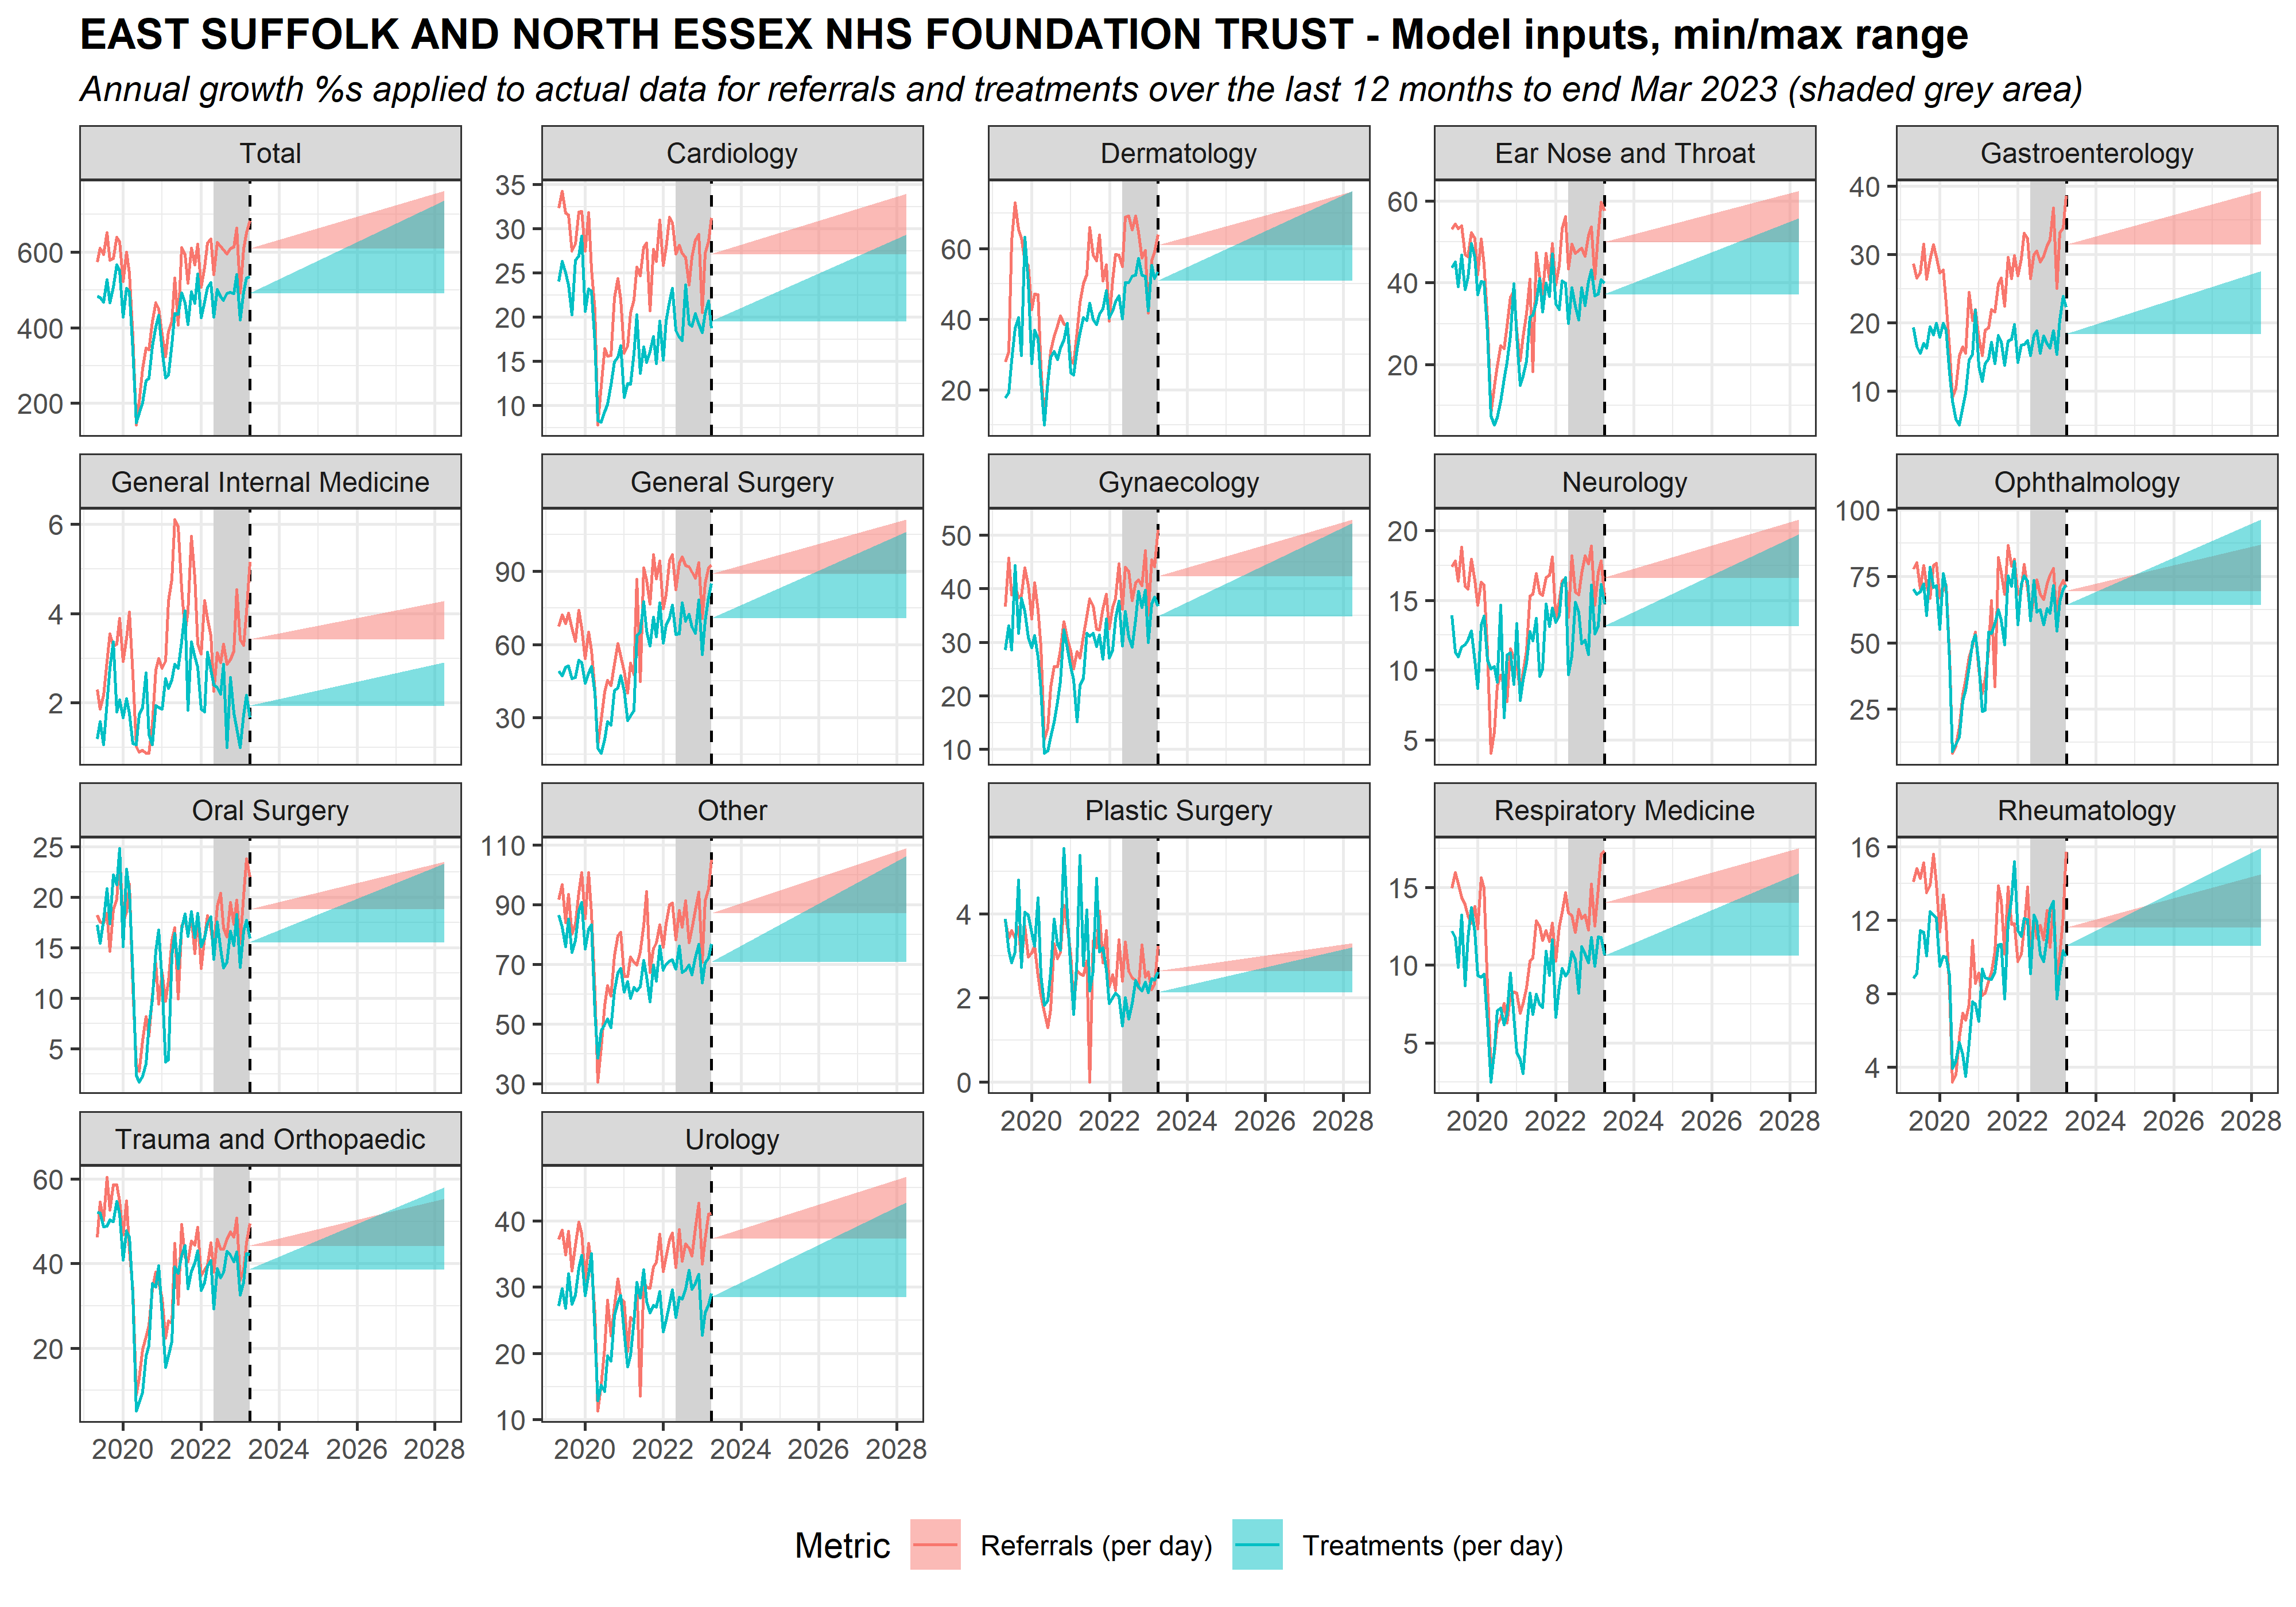 EAST SUFFOLK AND NORTH ESSEX NHS FOUNDATION TRUST - Model inputs, min/max range
Annual growth %s applied to actual data for referrals and treatments over the last 12 months to end Mar 2023 (shaded grey area)
Total
600
400
200
Cardiology
35
30
25
20
15
10
Dermatology
60
40
20
Ear Nose and Throat
60
40
20
Gastroenterology
40
30
20
10
General Internal Medicine
6
4
2
General Surgery
90
60
30
Gynaecology
50
40
30
20
10
Neurology
20
15
10
5
Ophthalmology
100
75
50
25
Oral Surgery
25
20
15
10
5
Other
110
90
70
50
30
Plastic Surgery
4
2
0
2020 2022 2024 2026 2028
Respiratory Medicine
15
10
5
2020 2022 2024 2026 2028
Rheumatology
16
12
8
4
2020 2022 2024 2026 2028
Trauma and Orthopaedic
60
40
20
2020 2022 2024 2026 2028
Urology
40
30
20
10
2020 2022 2024 2026 2028
Metric Referrals (per day) Treatments (per day)